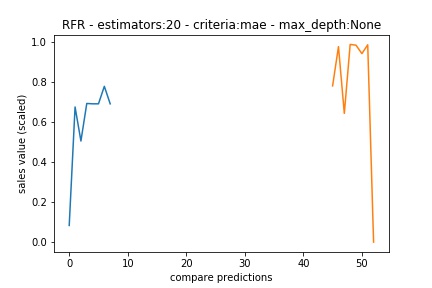 RFR - estimators:20 - criteria:mae - max_depth:None
sales value (scaled)
1.0
0.8
0.6
0.4
0.2
0.0
0 10 20 30 40 50
compare predictions